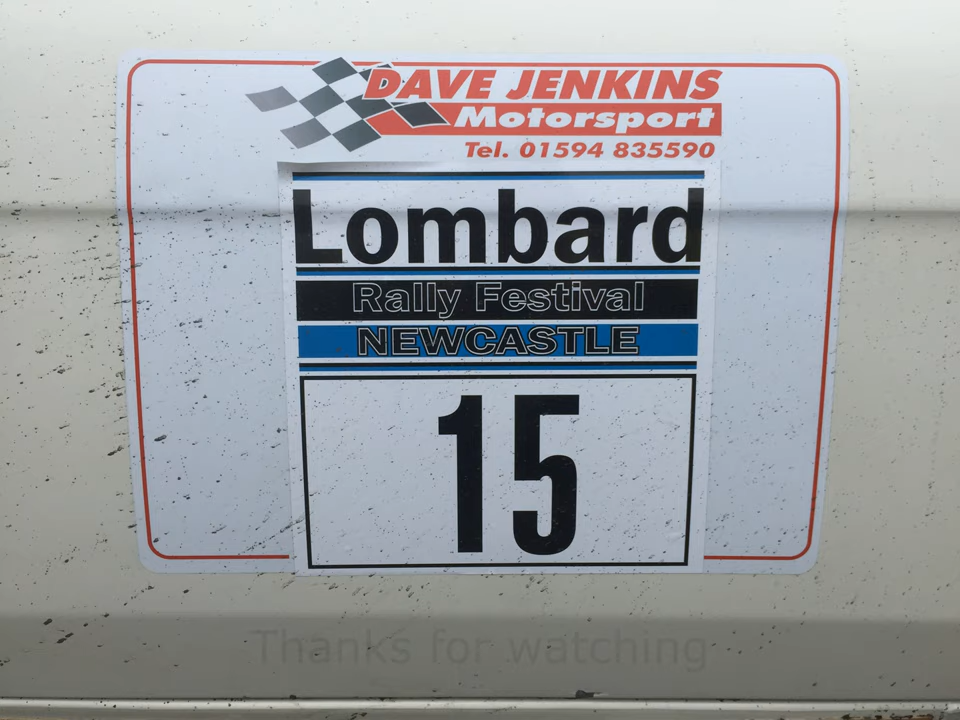 DAVE JENKINS
Motorsport
Tel. 01594 835590
Lombard
Rally Festival
NEWCASTLE
15
Thanks for watching